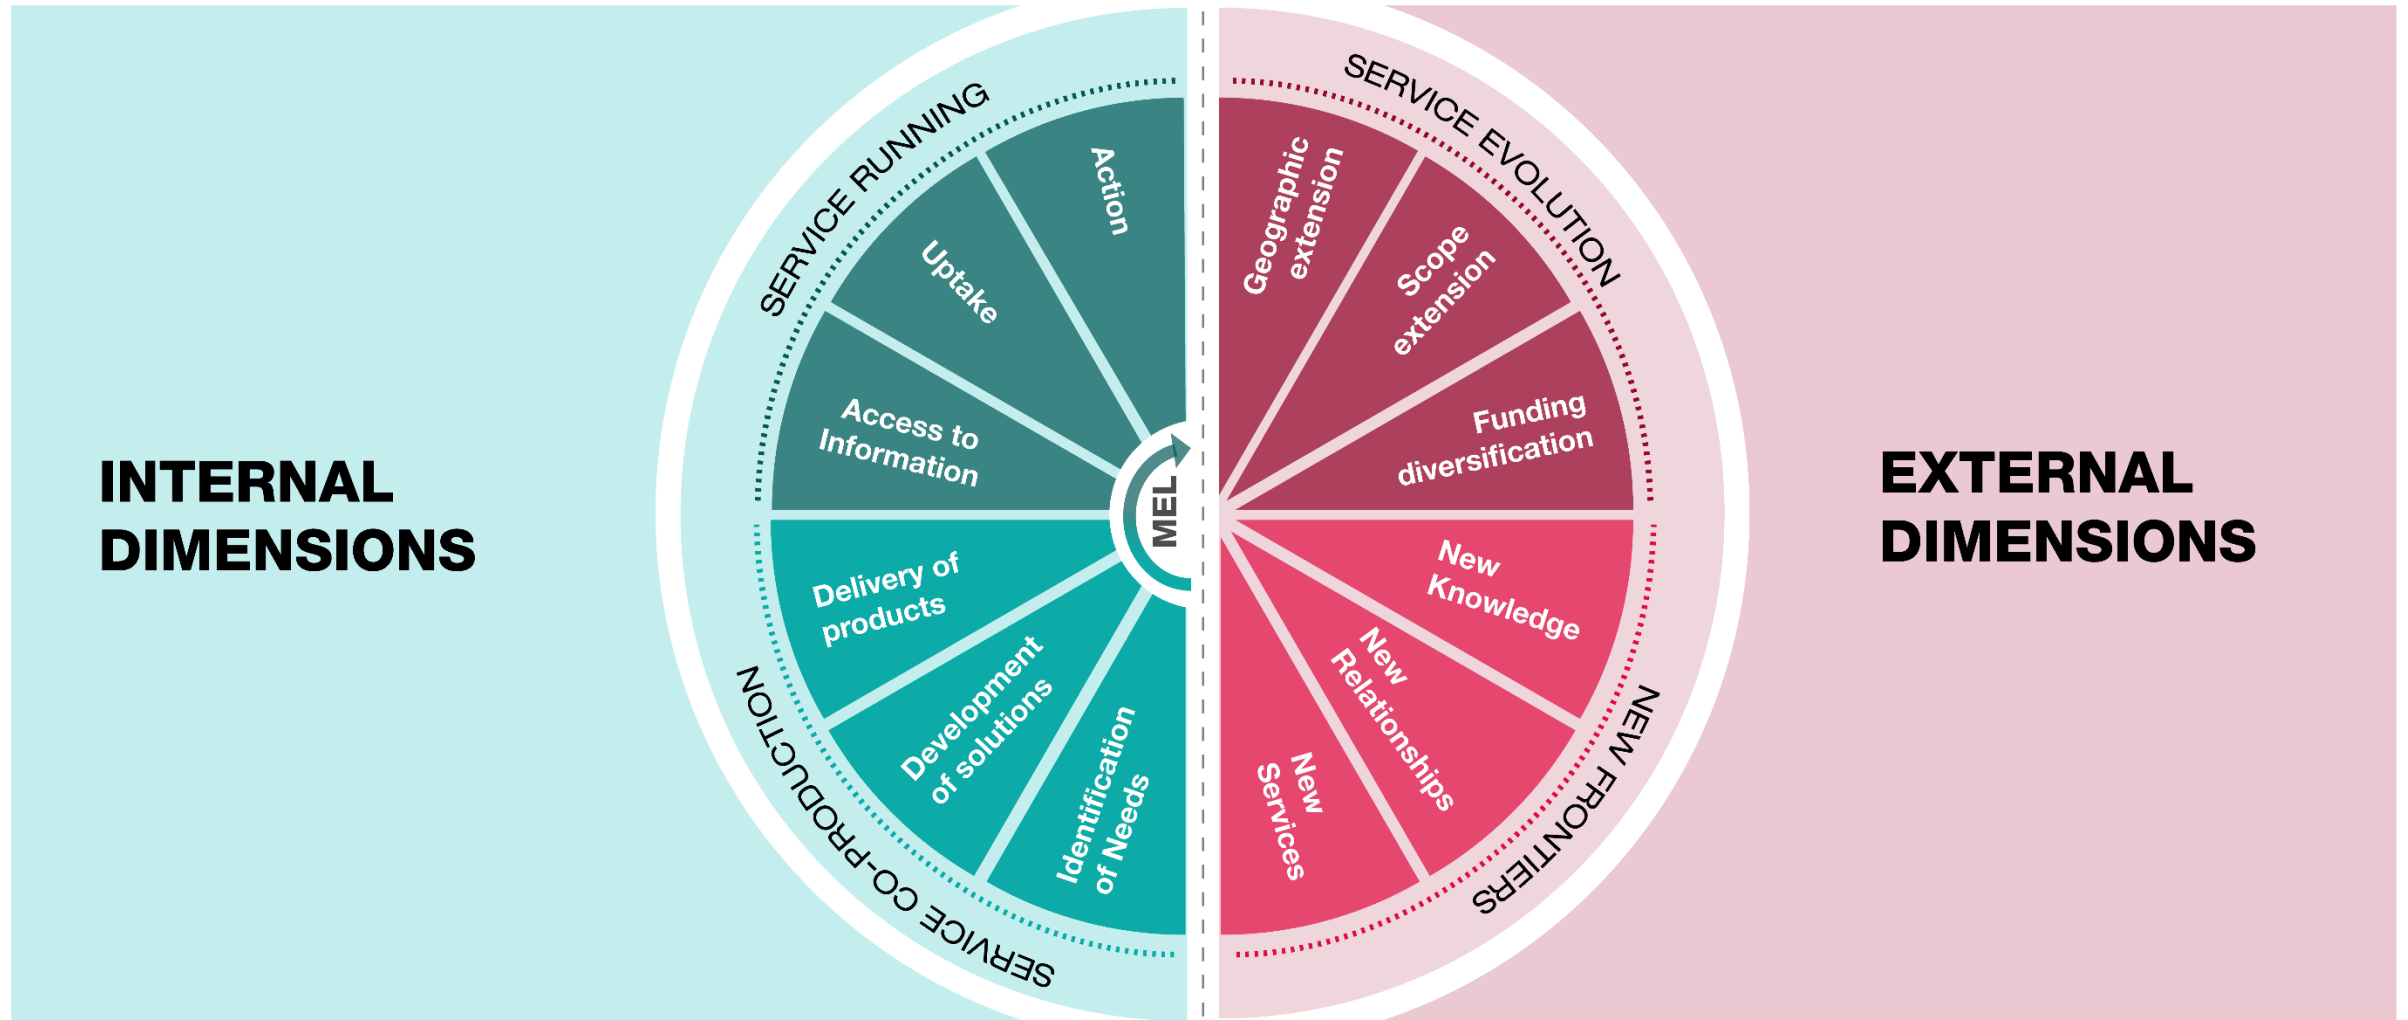 INTERNAL
DIMENSIONS
SERVICE RUNNING
Action
Uptake
Access to
Information
MEL
Delivery of
products
Development
of solutions
Identification
of Needs
SERVICE CO-PRODUCTION
SERVICE EVOLUTION
Geographic
extension
Scope
extension
Funding
diversification
New
Knowledge
New
Relationships
New
Services
NEW FRONTIERS
EXTERNAL
DIMENSIONS